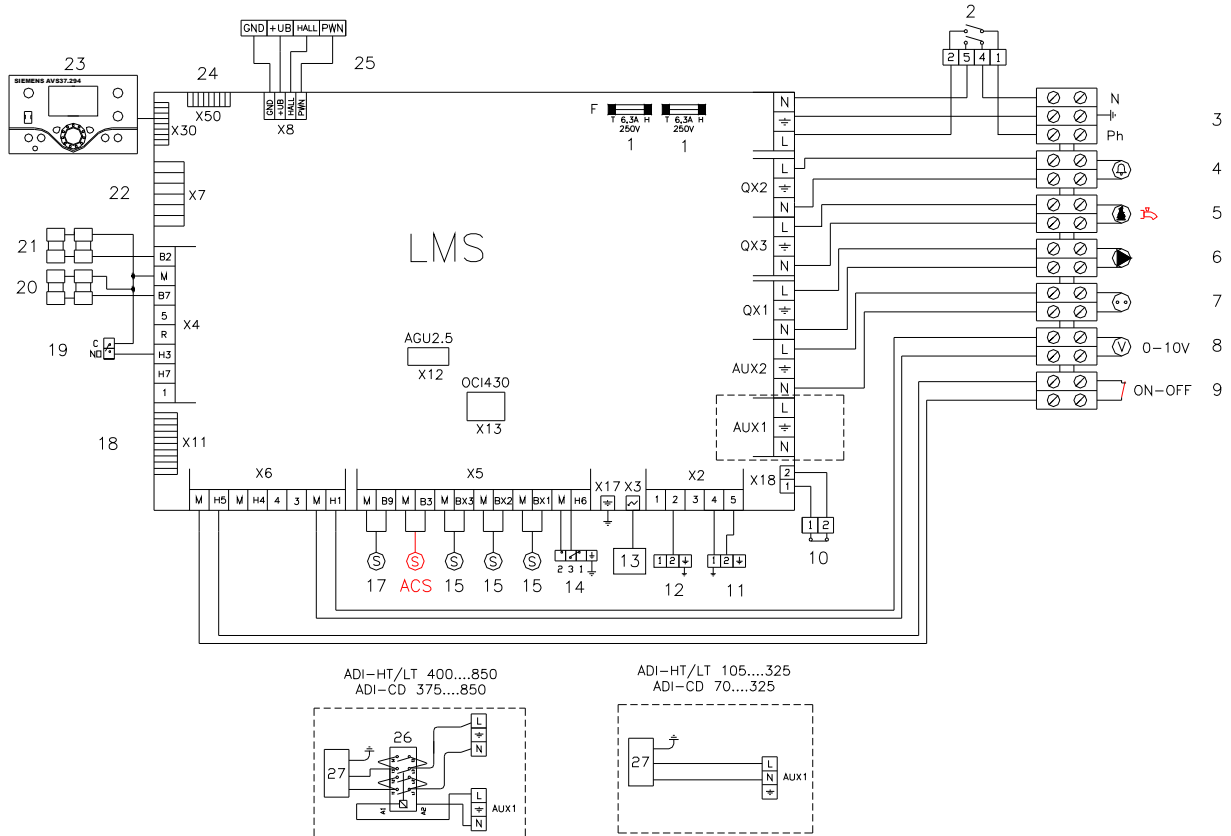 2
GND +UB HALL PWN
2 5 4 1
25
23
24
SIEMENS AVS37.294
X50
GND +UB HALL PWN
X8
X30
F
T 6,3A H
250V
1
T 6,3A H
250V
1
N
L
N
Ph
3
22
X7
L
QX2
N
4
LMS
L
QX3
N
5
21
20
B2
M
B7
5
R
H3
H7
1
X4
19
C
NO
L
QX1
N
6
AGU2.5
X12
OCI430
X13
L
AUX2
N
7
V 0-10V 8
ON-OFF 9
L
AUX1
N
18
X11
X6
X5
X17 X3
X2
X18
2
1
M H5 M H4 4 3 M H1
M B9 M B3 M BX3 M BX2 M BX1 M H6
1 2 3 4 5
1 2
10
S S S S S
17 ACS 15 15 15
2 3 1
14
13
1 2
12
1 2
11
ADI-HT/LT 400....850
ADI-CD 375....850
ADI-HT/LT 105....325
ADI-CD 70....325
27
26
L
N
A1 A2
L
N
AUX1
27
L
N
AUX1